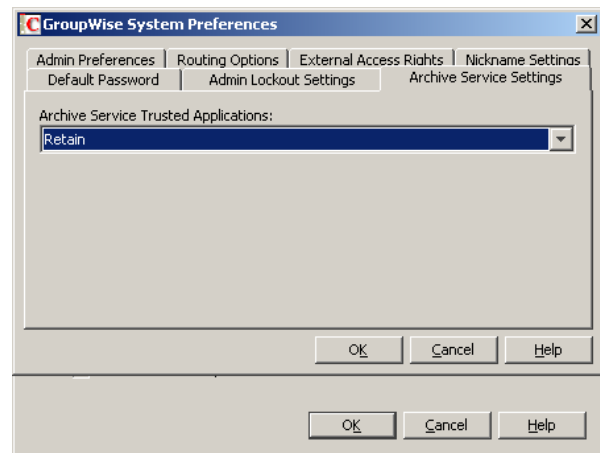 GroupWise System Preferences
Admin Preferences Routing Options External Access Rights Nickname Settings
Default Password Admin Lockout Settings Archive Service Settings
Archive Service Trusted Applications:
Retain
OK Cancel Help
OK Cancel Help